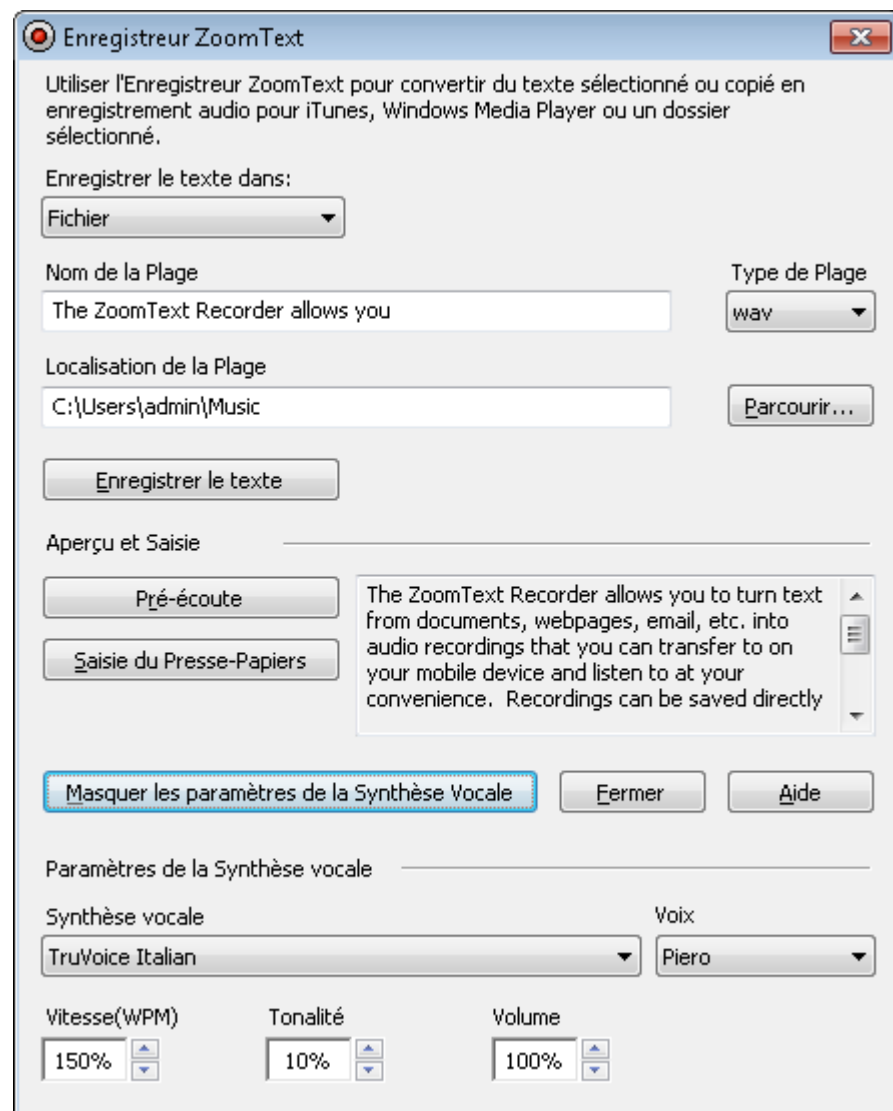 Enregistreur ZoomText
Utiliser l'Enregistreur ZoomText pour convertir du texte sélectionné ou copié en
enregistrement audio pour iTunes, Windows Media Player ou un dossier
sélectionné.
Enregistrer le texte dans:
Fichier
Nom de la Plage
Type de Plage
The ZoomText Recorder allows you
wav
Localisation de la Plage
C:\Users\admin\Music
Parcourir...
Enregistrer le texte
Aperçu et Saisie
Pré-écoute
Saisie du Presse-Papiers
The ZoomText Recorder allows you to turn text
from documents, webpages, email, etc. into
audio recordings that you can transfer to on
your mobile device and listen to at your
convenience.  Recordings can be saved directly
Masquer les paramètres de la Synthèse Vocale
Fermer
Aide
Paramètres de la Synthèse vocale
Synthèse vocale
Voix
TruVoice Italian
Piero
Vitesse(WPM)
Tonalité
Volume
150%
10%
100%